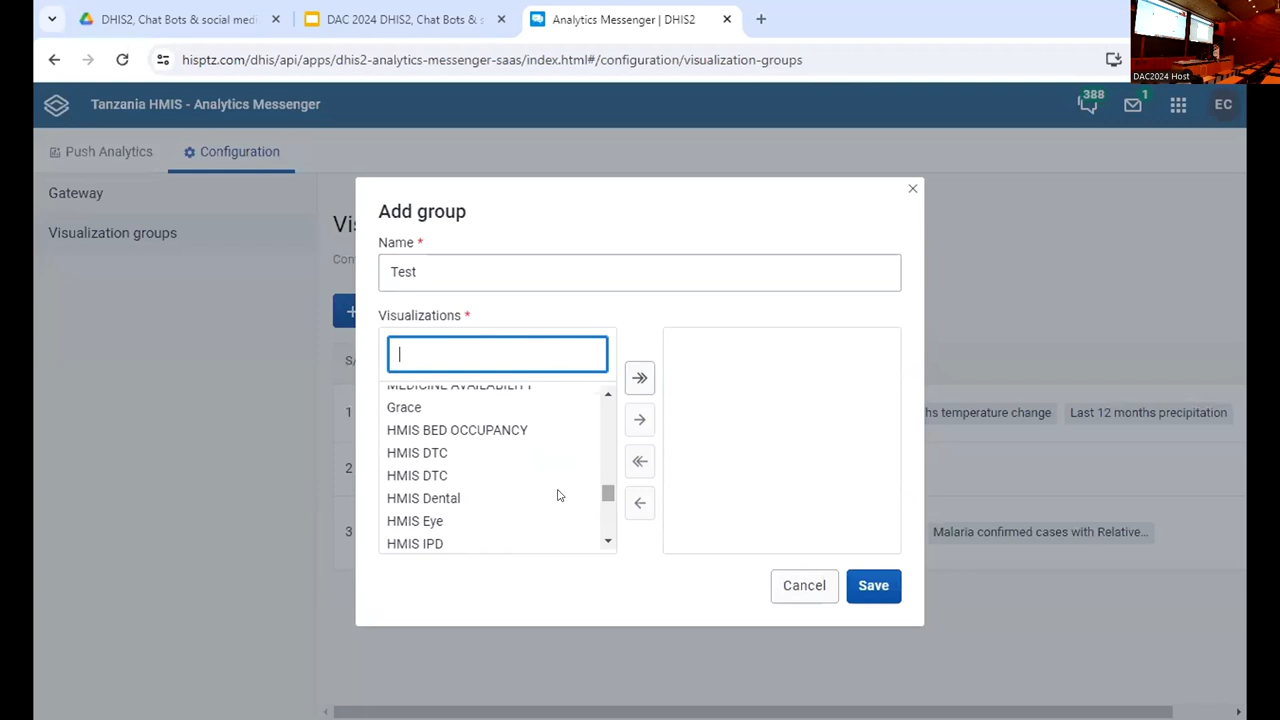 DHIS2, Chat Bots & social med
DAC 2024 DHIS2, Chat Bots & s
Analytics Messenger | DHIS2
hisptz.com/dhis/api/apps/dhis2-analytics-messenger-saas/index.html#/configuration/visualization-groups
DAC2024 Host
Tanzania HMIS - Analytics Messenger
388
1
EC
Push Analytics
Configuration
Gateway
Visualization groups
Vi
Con
+
S/
1
hs temperature change
Last 12 months precipitation
2
3
Malaria confirmed cases with Relative...
Add group
Name *
Test
Visualizations *
MEDICINE AVAILABILITY
Grace
HMIS BED OCCUPANCY
HMIS DTC
HMIS DTC
HMIS Dental
HMIS Eye
HMIS IPD
Cancel
Save